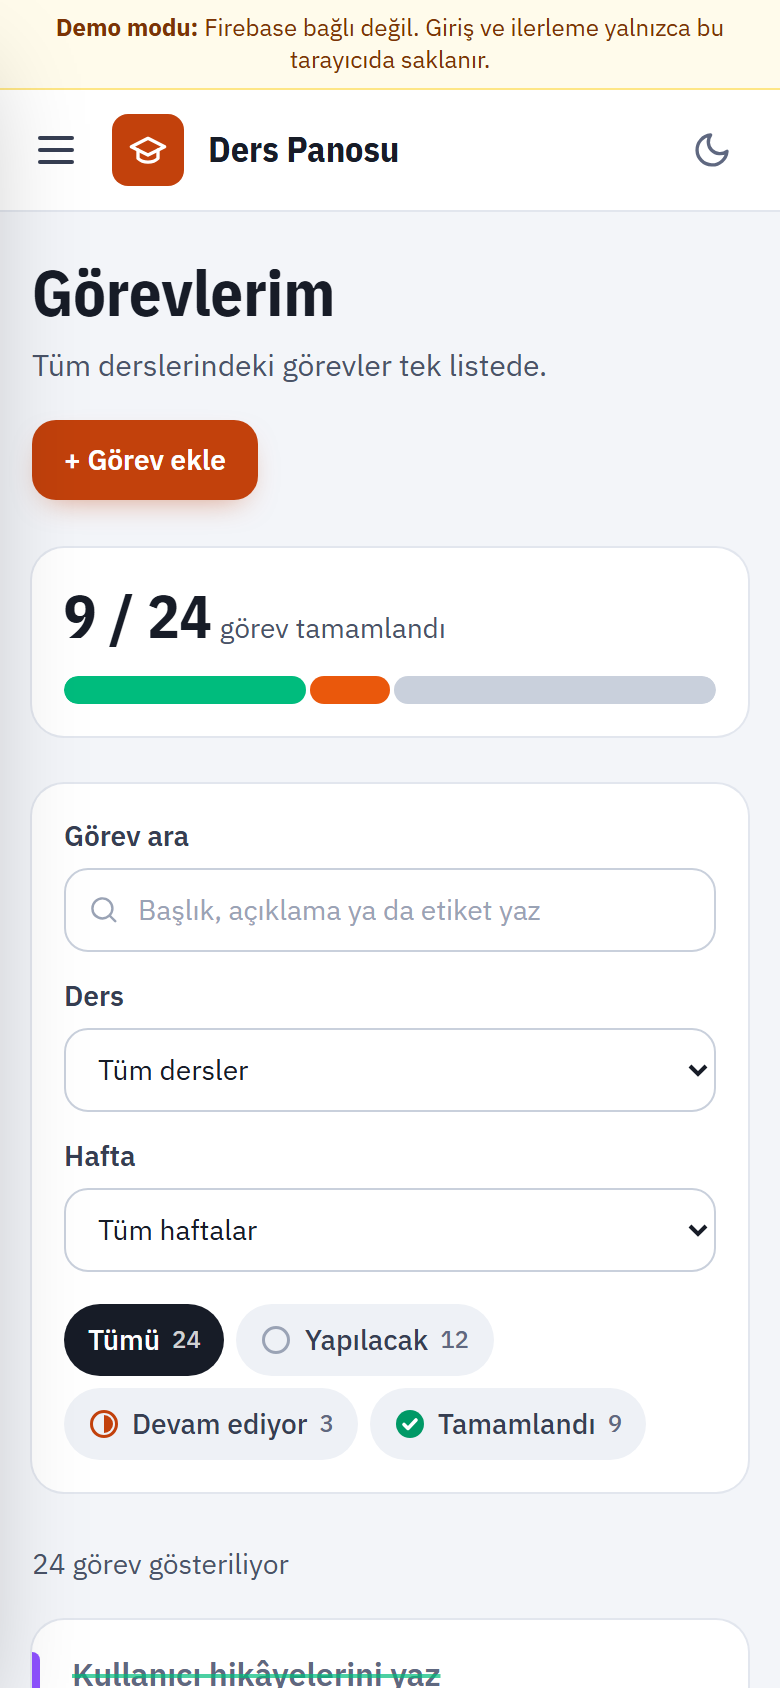 Demo modu: Firebase bağlı değil. Giriş ve ilerleme yalnızca bu
tarayıcıda saklanır.
Ders Panosu
Görevlerim
Tüm derslerindeki görevler tek listede.
+ Görev ekle
9 / 24 görev tamamlandı
Görev ara
Başlık, açıklama ya da etiket yaz
Ders
Tüm dersler
Hafta
Tüm haftalar
Tümü 24
Yapılacak 12
Devam ediyor 3
Tamamlandı 9
24 görev gösteriliyor
Kullanıcı hikâyelerini yaz